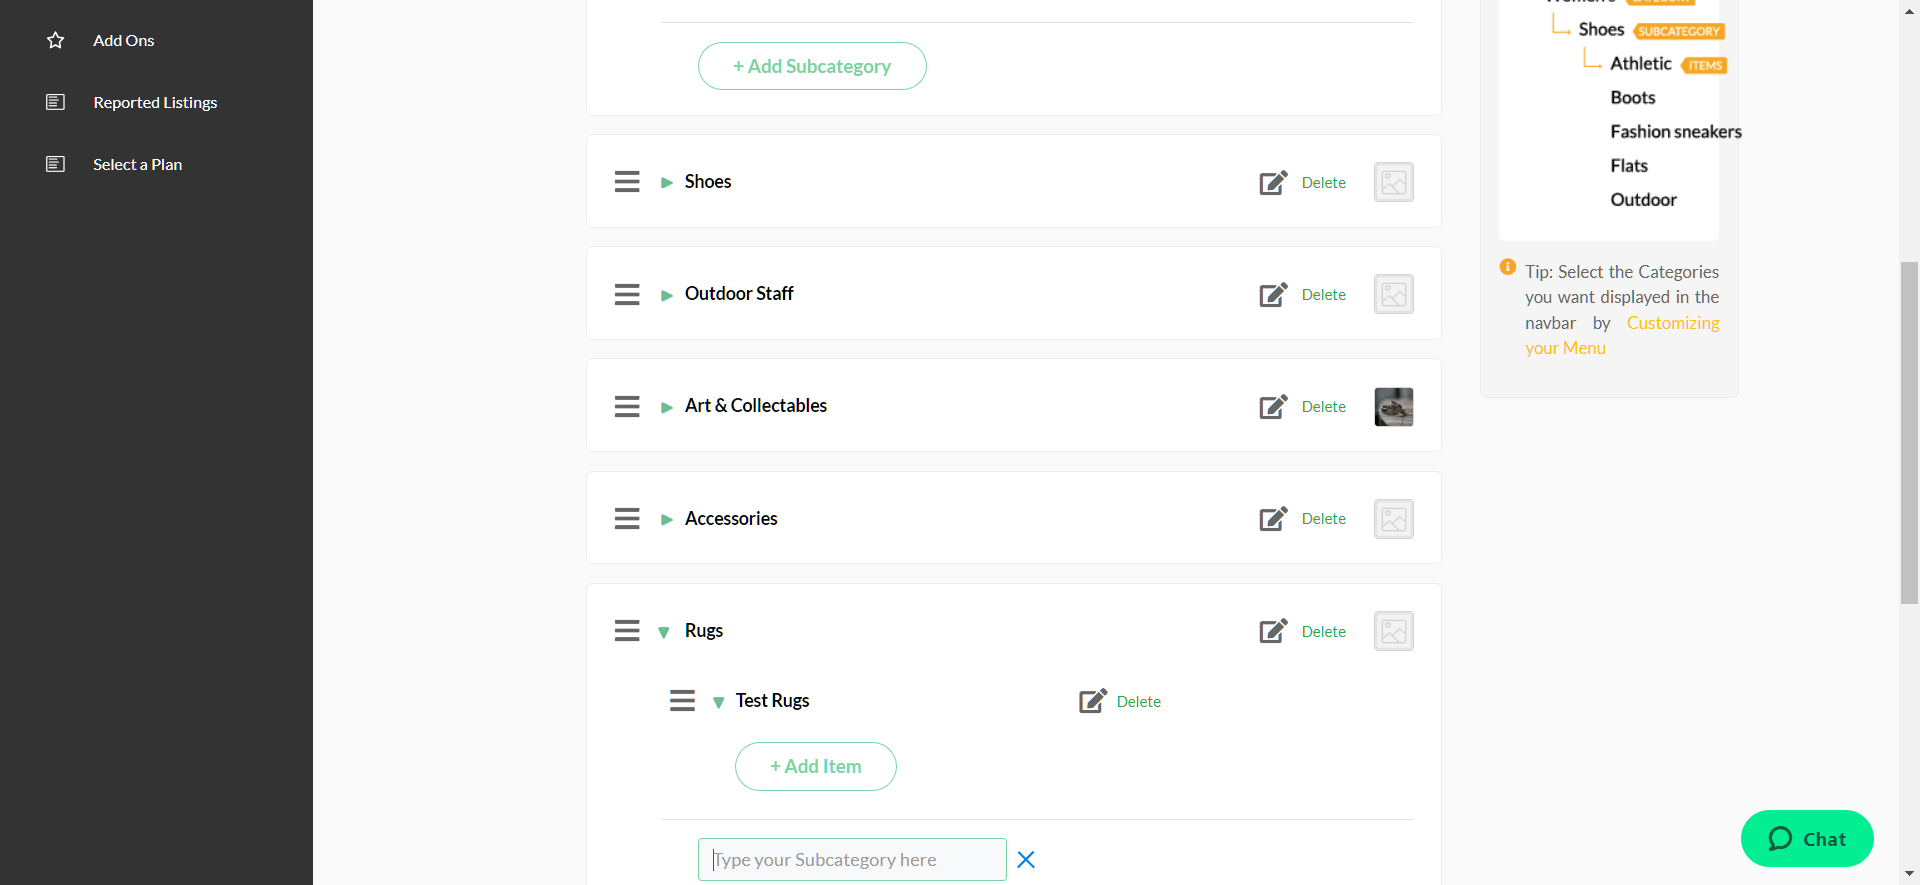 Add Ons
Reported Listings
Select a Plan
+ Add Subcategory
Shoes
Delete
Outdoor Staff
Delete
Art & Collectables
Delete
Accessories
Delete
Rugs
Delete
Test Rugs
Delete
+ Add Item
Type your Subcategory here
Shoes SUBCATEGORY
Athletic ITEMS
Boots
Fashion sneakers
Flats
Outdoor
Tip: Select the Categories
you want displayed in the
navbar by Customizing
your Menu
Chat